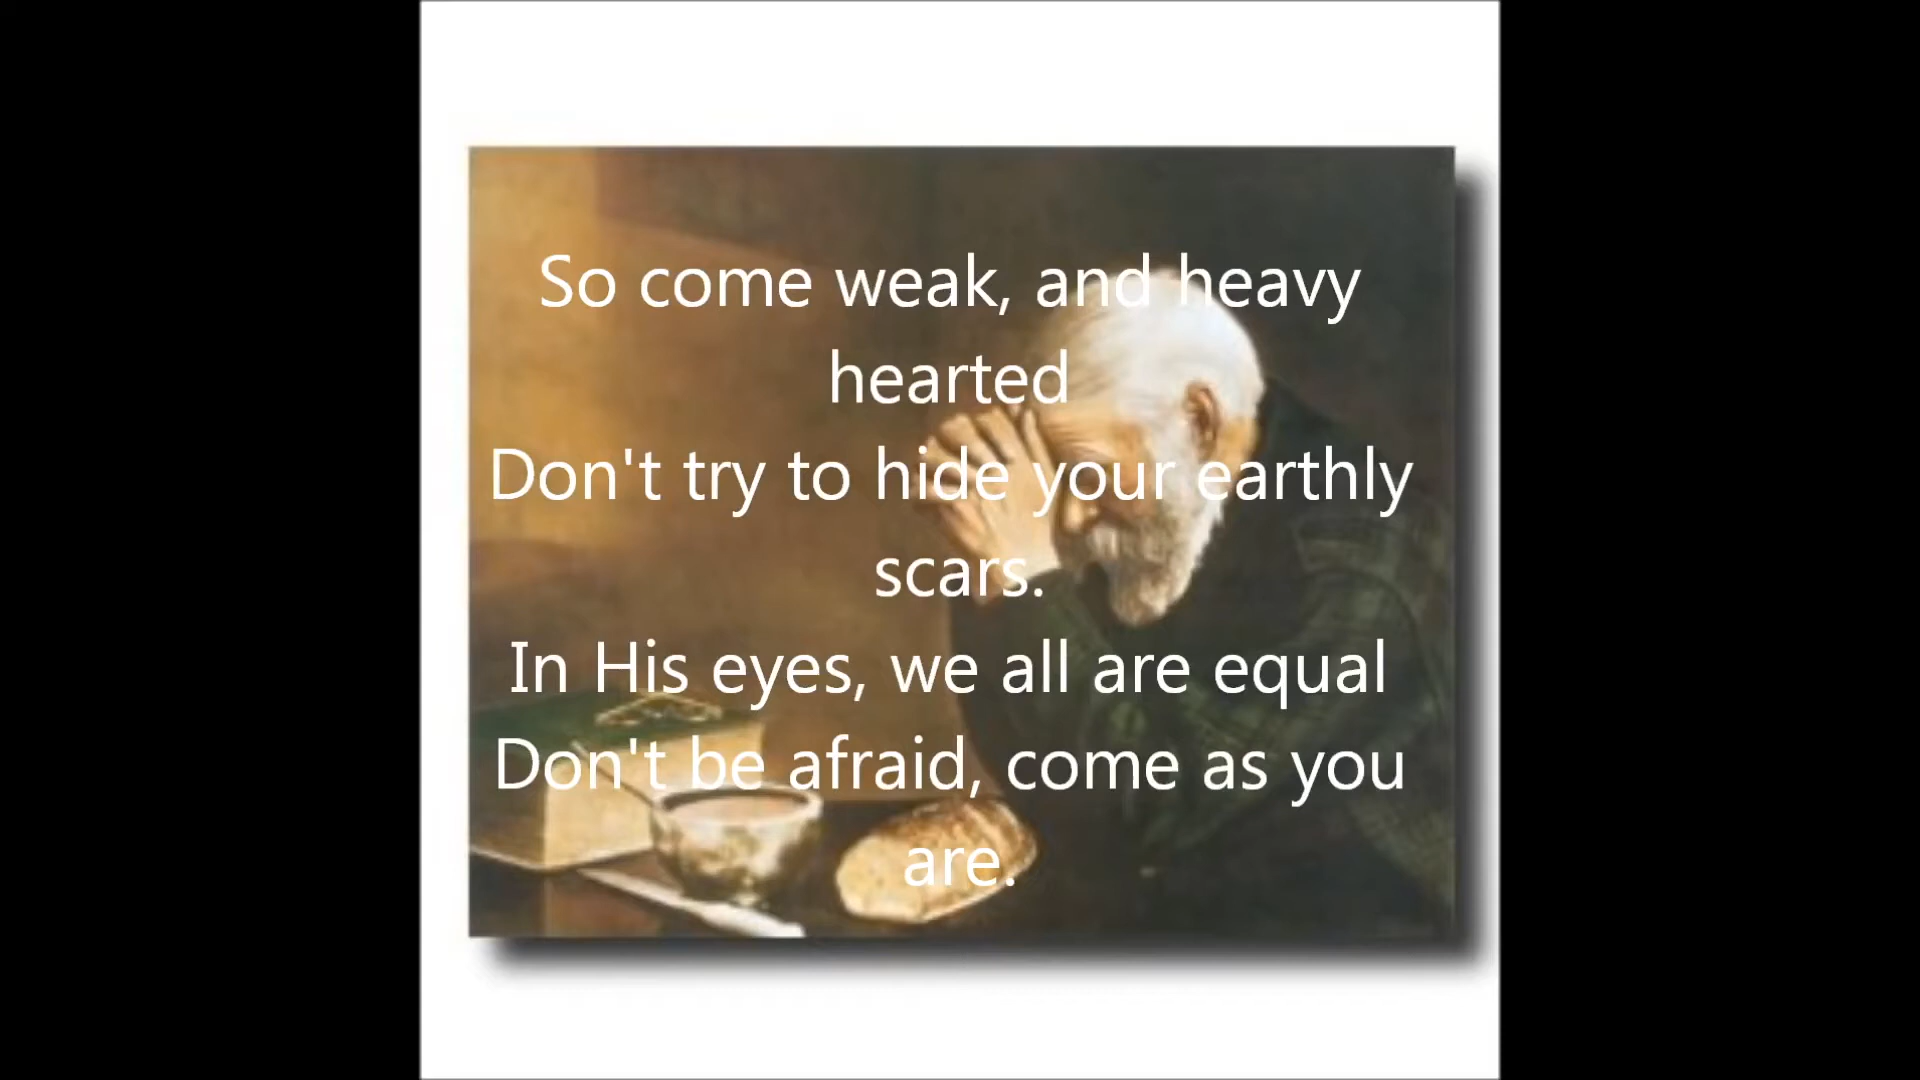 So come weak, and heavy
hearted
Don't try to hide your earthly
scars.
In His eyes, we all are equal
Don't be afraid, come as you
are.